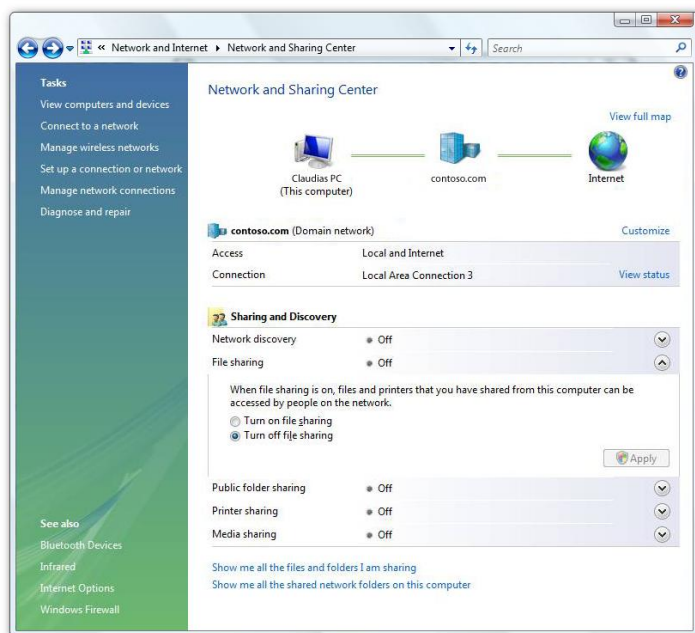 « Network and Internet ▸ Network and Sharing Center
Search
Tasks
View computers and devices
Connect to a network
Manage wireless networks
Set up a connection or network
Manage network connections
Diagnose and repair
See also
Bluetooth Devices
Infrared
Internet Options
Windows Firewall
Network and Sharing Center
View full map
Claudias PC
(This computer)
contoso.com
Internet
contoso.com (Domain network) Customize
Access Local and Internet
Connection Local Area Connection 3 View status
Sharing and Discovery
Network discovery Off
File sharing Off
When file sharing is on, files and printers that you have shared from this computer can be
accessed by people on the network.
Turn on file sharing
Turn off file sharing
Apply
Public folder sharing Off
Printer sharing Off
Media sharing Off
Show me all the files and folders I am sharing
Show me all the shared network folders on this computer